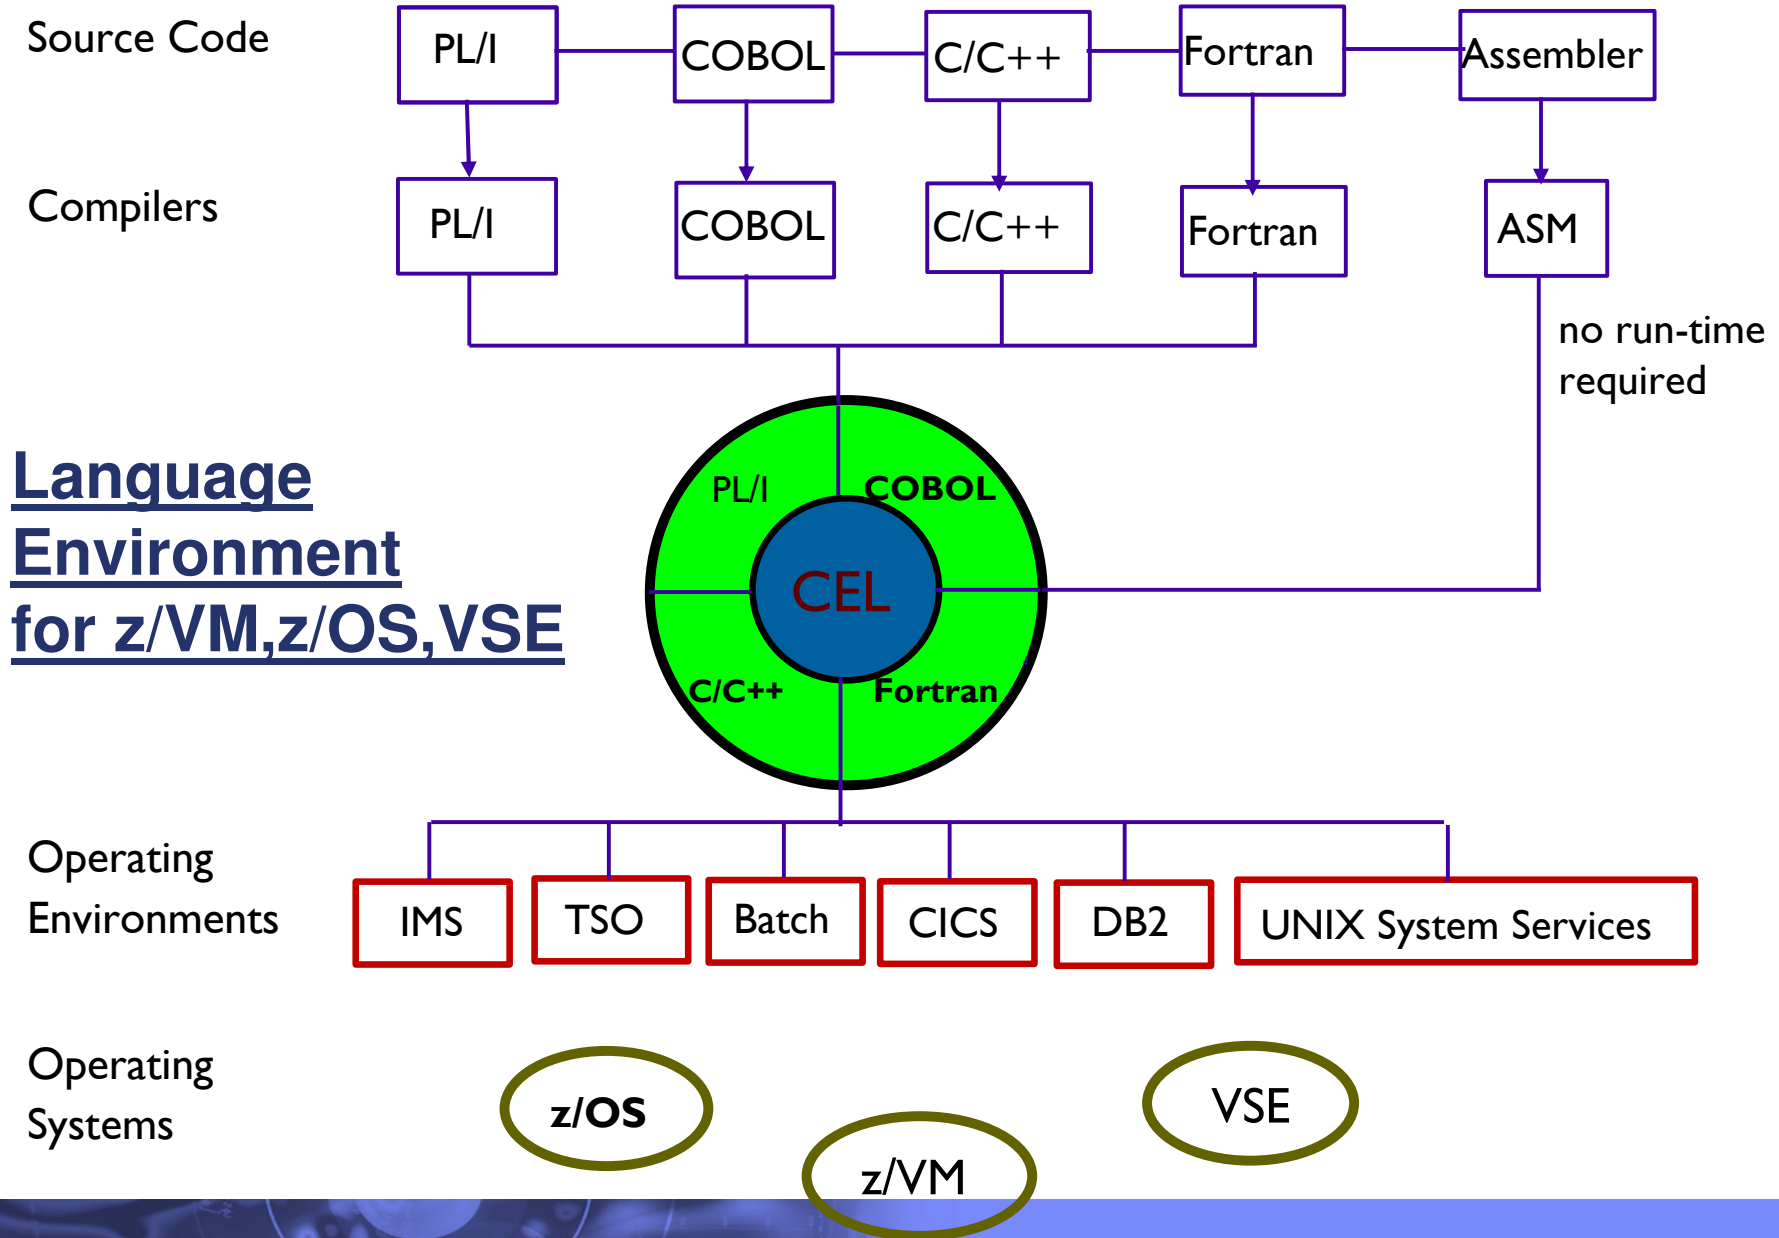 Source Code
PL/I
COBOL
C/C++
Fortran
Assembler
Compilers
PL/I
COBOL
C/C++
Fortran
ASM
no run-time
required
Language
Environment
for z/VM,z/OS,VSE
PL/I
COBOL
CEL
C/C++
Fortran
Operating
Environments
IMS
TSO
Batch
CICS
DB2
UNIX System Services
Operating
Systems
z/OS
z/VM
VSE